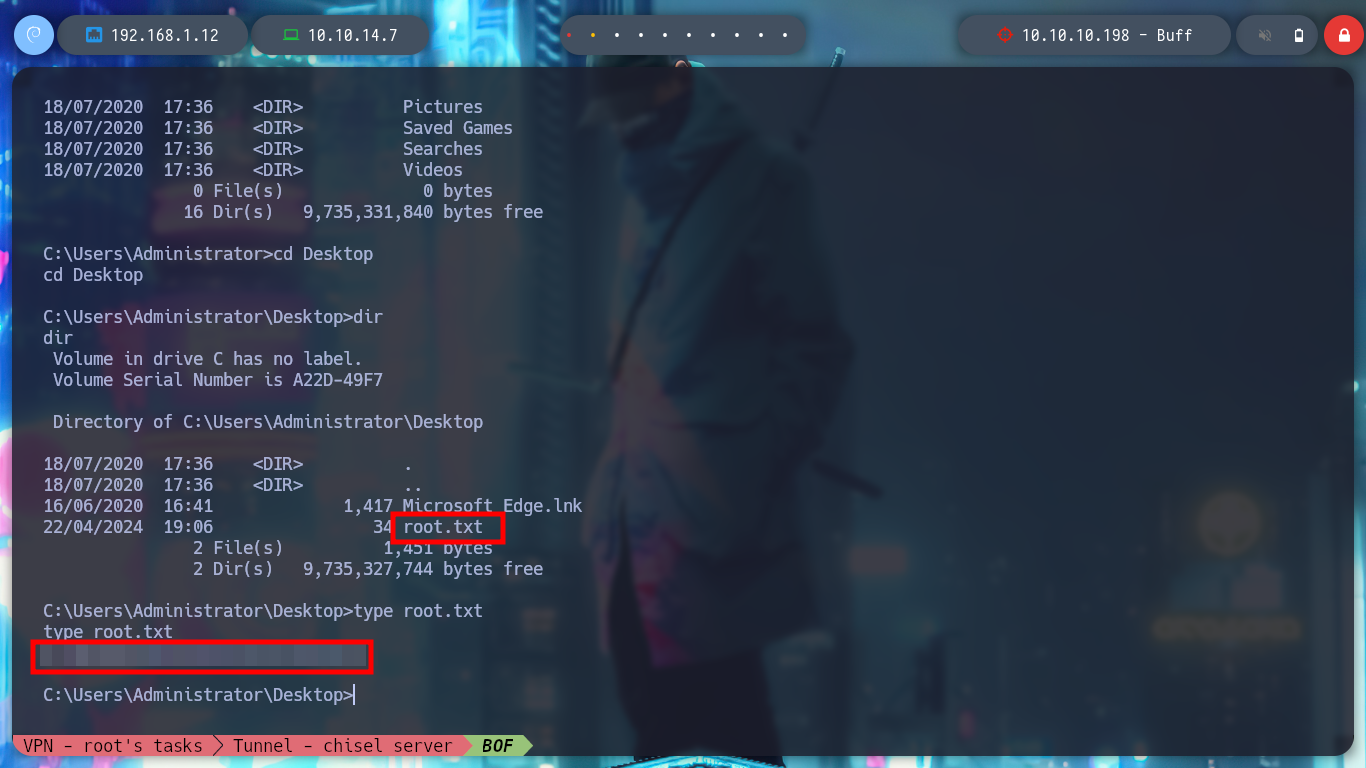 192.168.1.12 10.10.14.7 10.10.10.198 - Buff
18/07/2020  17:36    <DIR>          Pictures
18/07/2020  17:36    <DIR>          Saved Games
18/07/2020  17:36    <DIR>          Searches
18/07/2020  17:36    <DIR>          Videos
               0 File(s)              0 bytes
              16 Dir(s)   9,735,331,840 bytes free
C:\Users\Administrator>cd Desktop
cd Desktop
C:\Users\Administrator\Desktop>dir
dir
 Volume in drive C has no label.
 Volume Serial Number is A22D-49F7
 Directory of C:\Users\Administrator\Desktop
18/07/2020  17:36    <DIR>          .
18/07/2020  17:36    <DIR>          ..
16/06/2020  16:41             1,417 Microsoft Edge.lnk
22/04/2024  19:06                34 root.txt
               2 File(s)          1,451 bytes
               2 Dir(s)   9,735,327,744 bytes free
C:\Users\Administrator\Desktop>type root.txt
type root.txt
C:\Users\Administrator\Desktop>
VPN - root's tasks Tunnel - chisel server BOF